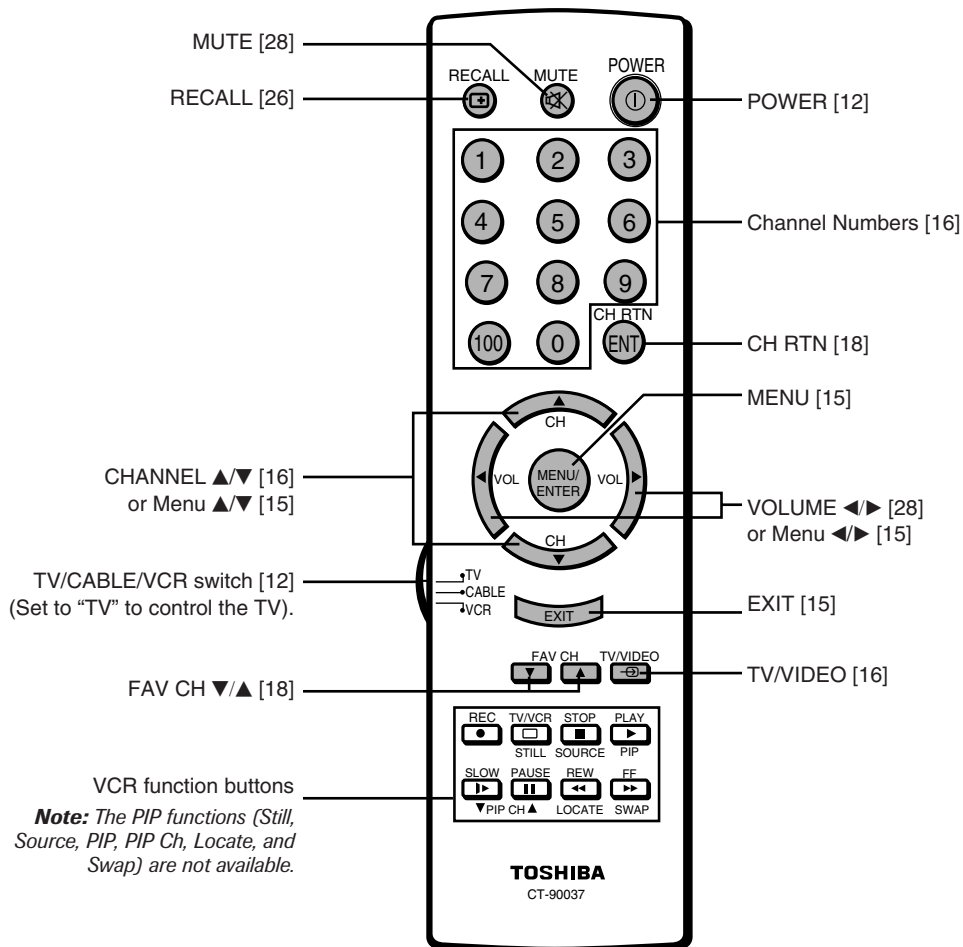 MUTE [28]
RECALL [26]
RECALL
MUTE
POWER
POWER [12]
1
2
3
4
5
6
Channel Numbers [16]
7
8
9
100
0
CH RTN
ENT
CH RTN [18]
MENU [15]
CH
VOL
MENU/
ENTER
VOL
CH
CHANNEL ▲/▼ [16]
or Menu ▲/▼ [15]
VOLUME ◀/▶ [28]
or Menu ◀/▶ [15]
TV/CABLE/VCR switch [12]
(Set to “TV” to control the TV).
TV
CABLE
VCR
EXIT
EXIT [15]
FAV CH
TV/VIDEO
TV/VIDEO [16]
FAV CH ▼/▲ [18]
REC
TV/VCR
STOP
PLAY
STILL
SOURCE
PIP
SLOW
PAUSE
REW
FF
▼PIP CH▲
LOCATE
SWAP
VCR function buttons
Note: The PIP functions (Still,
Source, PIP, PIP Ch, Locate, and
Swap) are not available.
TOSHIBA
CT-90037